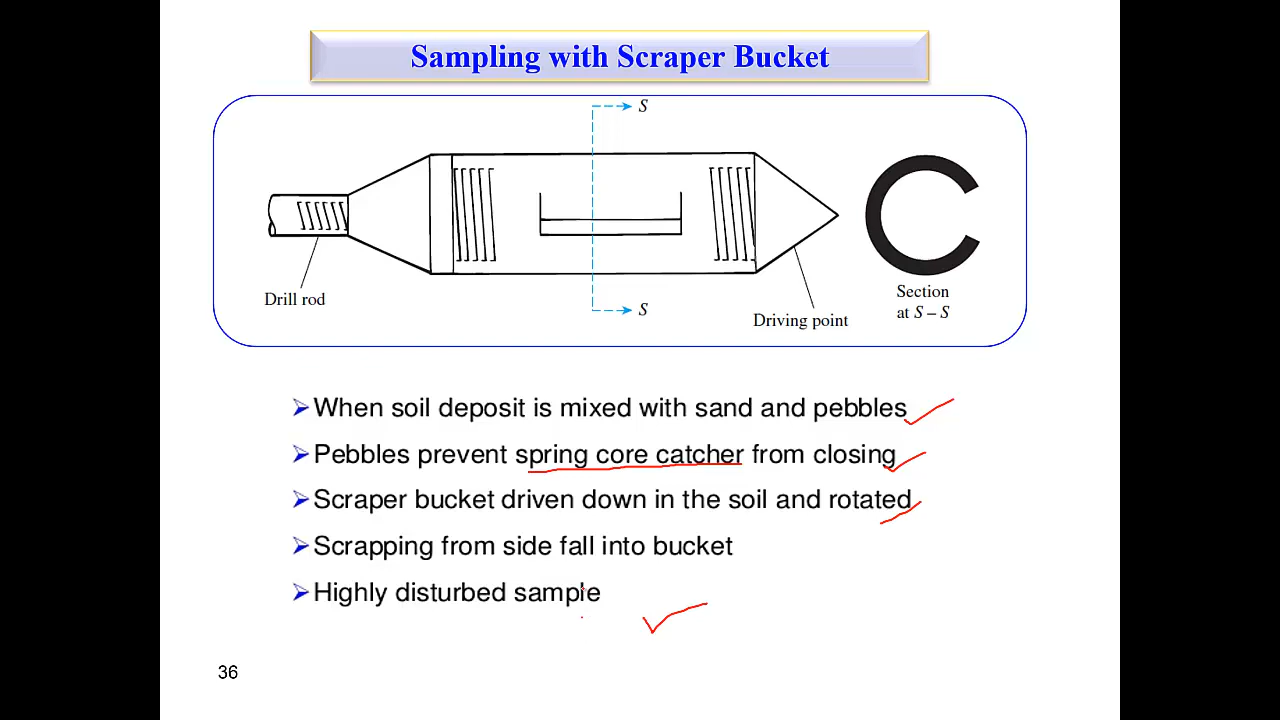 Sampling with Scraper Bucket
S
Drill rod
S
Driving point
Section
at S – S
➢When soil deposit is mixed with sand and pebbles
➢Pebbles prevent spring core catcher from closing
➢Scraper bucket driven down in the soil and rotated
➢Scrapping from side fall into bucket
➢Highly disturbed sample
36